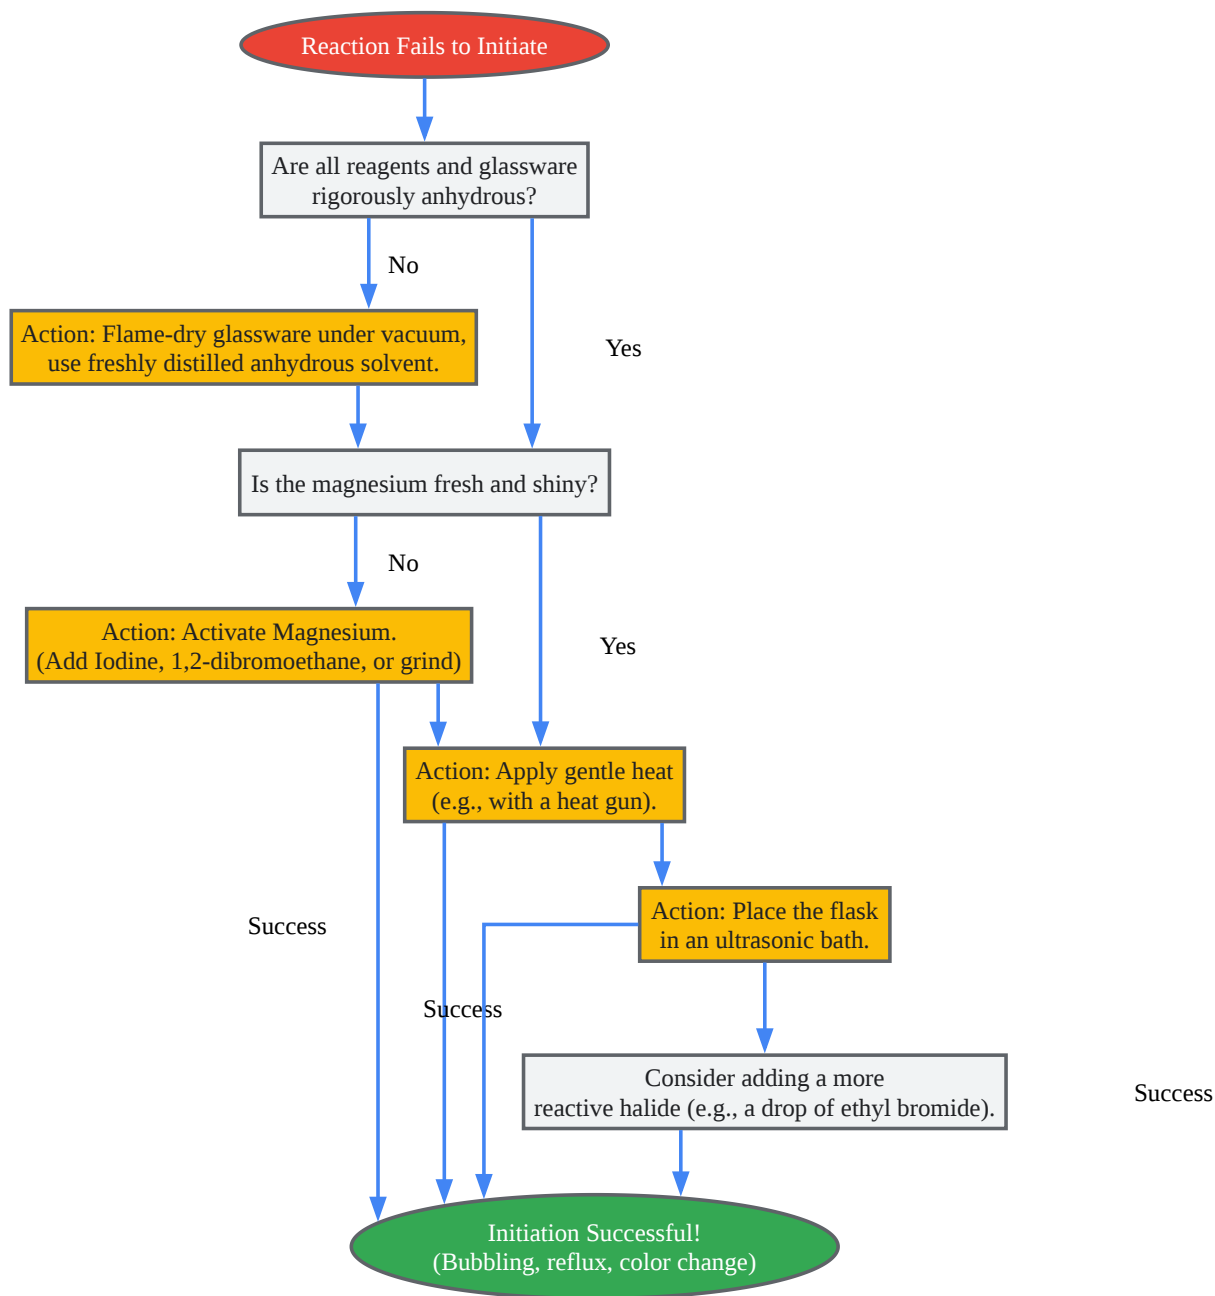 Reaction Fails to Initiate
Are all reagents and glassware
rigorously anhydrous?
No
Action: Flame-dry glassware under vacuum,
use freshly distilled anhydrous solvent.
Yes
Is the magnesium fresh and shiny?
No
Action: Activate Magnesium.
(Add Iodine, 1,2-dibromoethane, or grind)
Yes
Action: Apply gentle heat
(e.g., with a heat gun).
Action: Place the flask
in an ultrasonic bath.
Success
Success
Consider adding a more
reactive halide (e.g., a drop of ethyl bromide).
Success
Initiation Successful!
(Bubbling, reflux, color change)